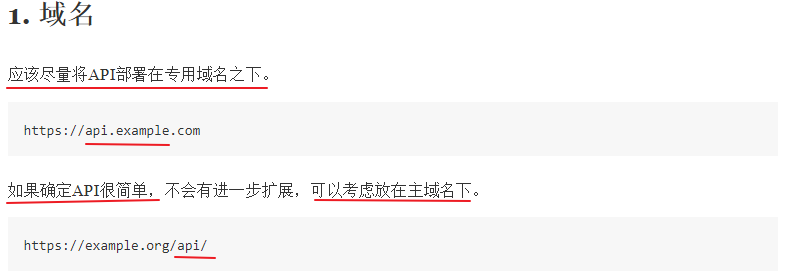 1. 域名
应该尽量将API部署在专用域名之下。
https://api.example.com
如果确定API很简单，不会有进一步扩展，可以考虑放在主域名下。
https://example.org/api/